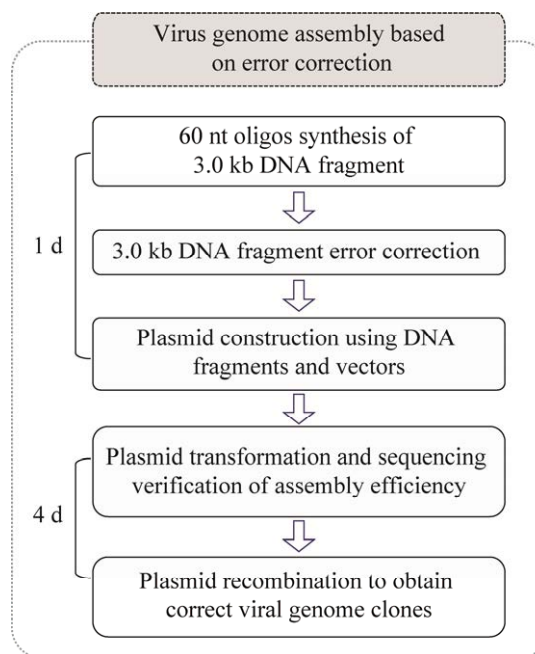 Virus genome assembly based
on error correction
60 nt oligos synthesis of
3.0 kb DNA fragment
1 d
3.0 kb DNA fragment error correction
Plasmid construction using DNA
fragments and vectors
Plasmid transformation and sequencing
verification of assembly efficiency
4 d
Plasmid recombination to obtain
correct viral genome clones